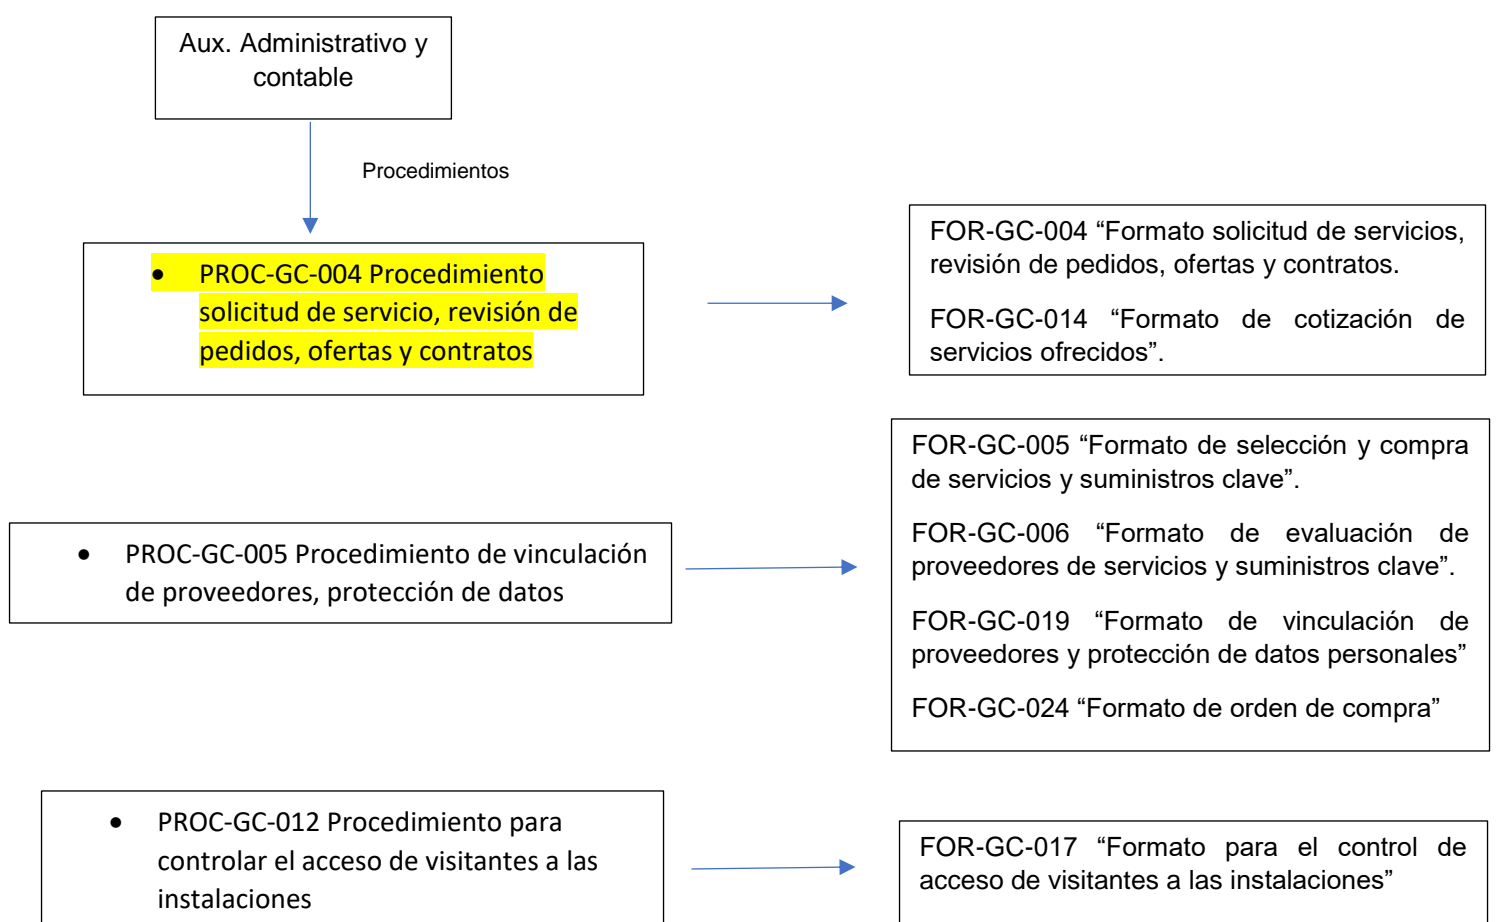 Aux. Administrativo y
contable
Procedimientos
• PROC-GC-004 Procedimiento
solicitud de servicio, revisión de
pedidos, ofertas y contratos
FOR-GC-004 “Formato solicitud de servicios,
revisión de pedidos, ofertas y contratos.
FOR-GC-014 “Formato de cotización de
servicios ofrecidos”.
• PROC-GC-005 Procedimiento de vinculación
de proveedores, protección de datos
FOR-GC-005 “Formato de selección y compra
de servicios y suministros clave”.
FOR-GC-006 “Formato de evaluación de
proveedores de servicios y suministros clave”.
FOR-GC-019 “Formato de vinculación de
proveedores y protección de datos personales”
FOR-GC-024 “Formato de orden de compra”
• PROC-GC-012 Procedimiento para
controlar el acceso de visitantes a las
instalaciones
FOR-GC-017 “Formato para el control de
acceso de visitantes a las instalaciones”